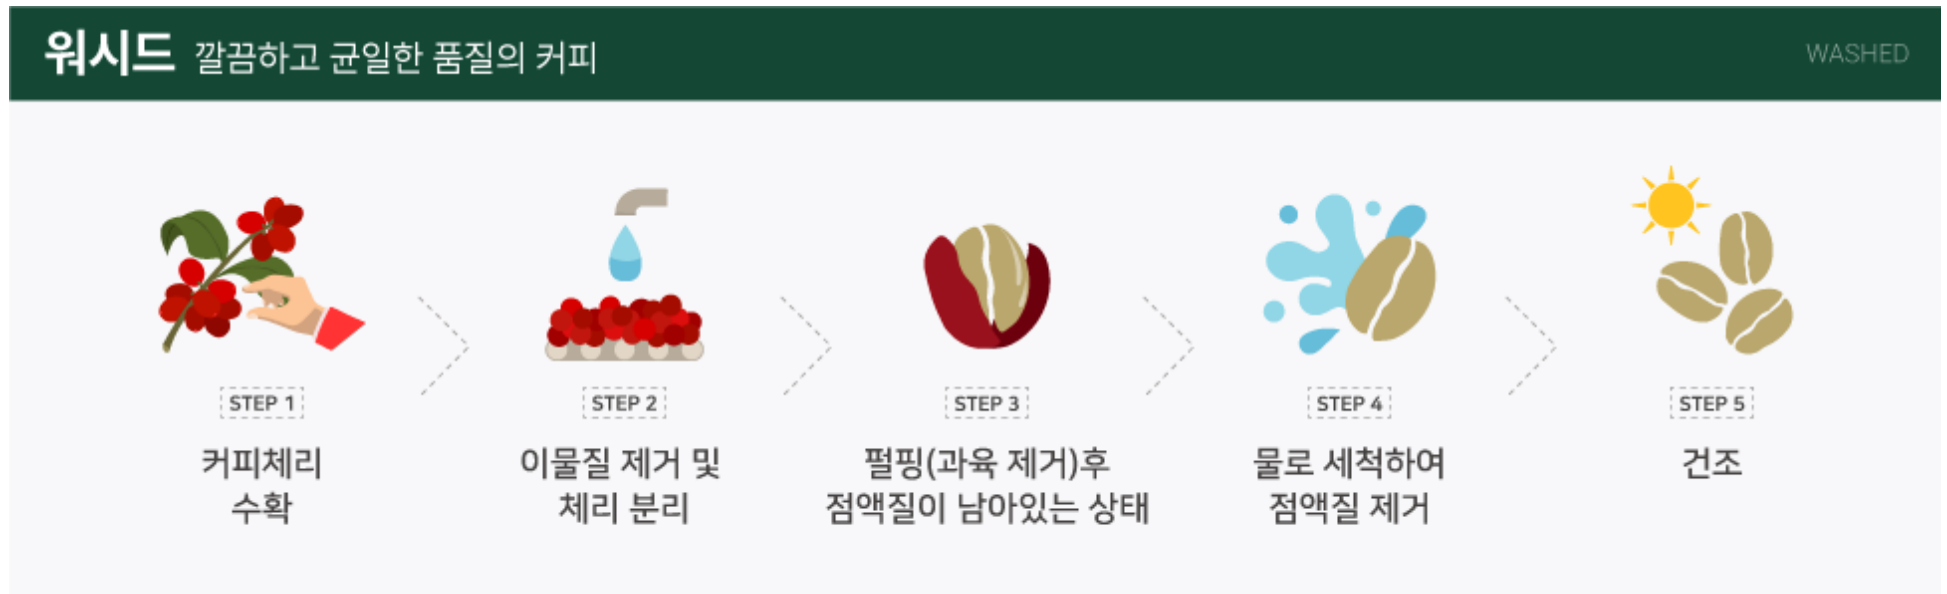 워시드 깔끔하고 균일한 품질의 커피
WASHED
STEP 1
커피체리
수확
STEP 2
이물질 제거 및
체리 분리
STEP 3
펄핑(과육 제거)후
점액질이 남아있는 상태
STEP 4
물로 세척하여
점액질 제거
STEP 5
건조